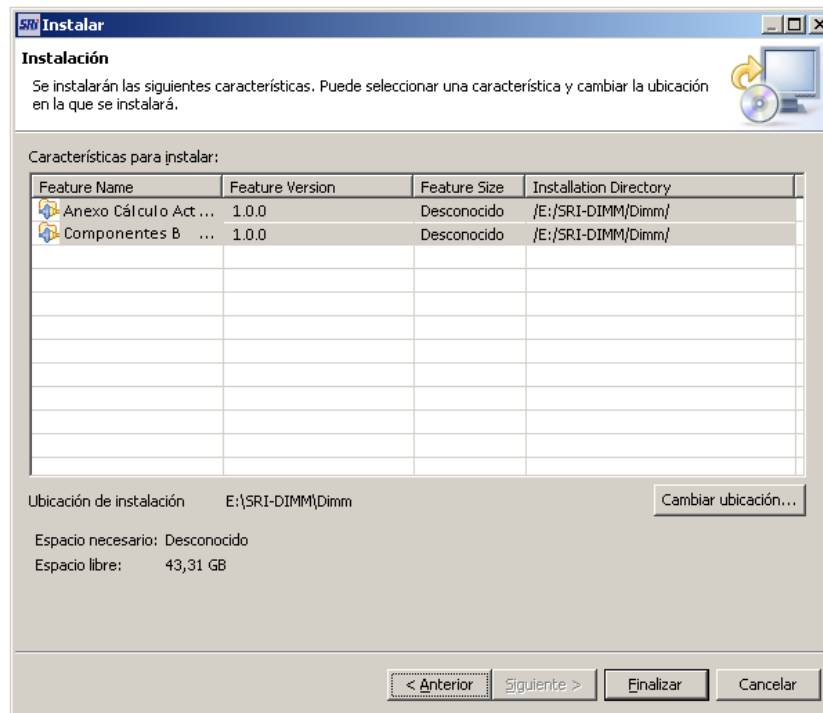 SRi Instalar
Instalación
Se instalarán las siguientes características. Puede seleccionar una característica y cambiar la ubicación
en la que se instalará.
Características para instalar:
Feature Name Feature Version Feature Size Installation Directory
Anexo Cálculo Act ... 1.0.0 Desconocido /E:/SRI-DIMM/Dimm/
Componentes B ... 1.0.0 Desconocido /E:/SRI-DIMM/Dimm/
Ubicación de instalación E:\SRI-DIMM\Dimm Cambiar ubicación...
Espacio necesario: Desconocido
Espacio libre: 43,31 GB
< Anterior Siguiente > Finalizar Cancelar